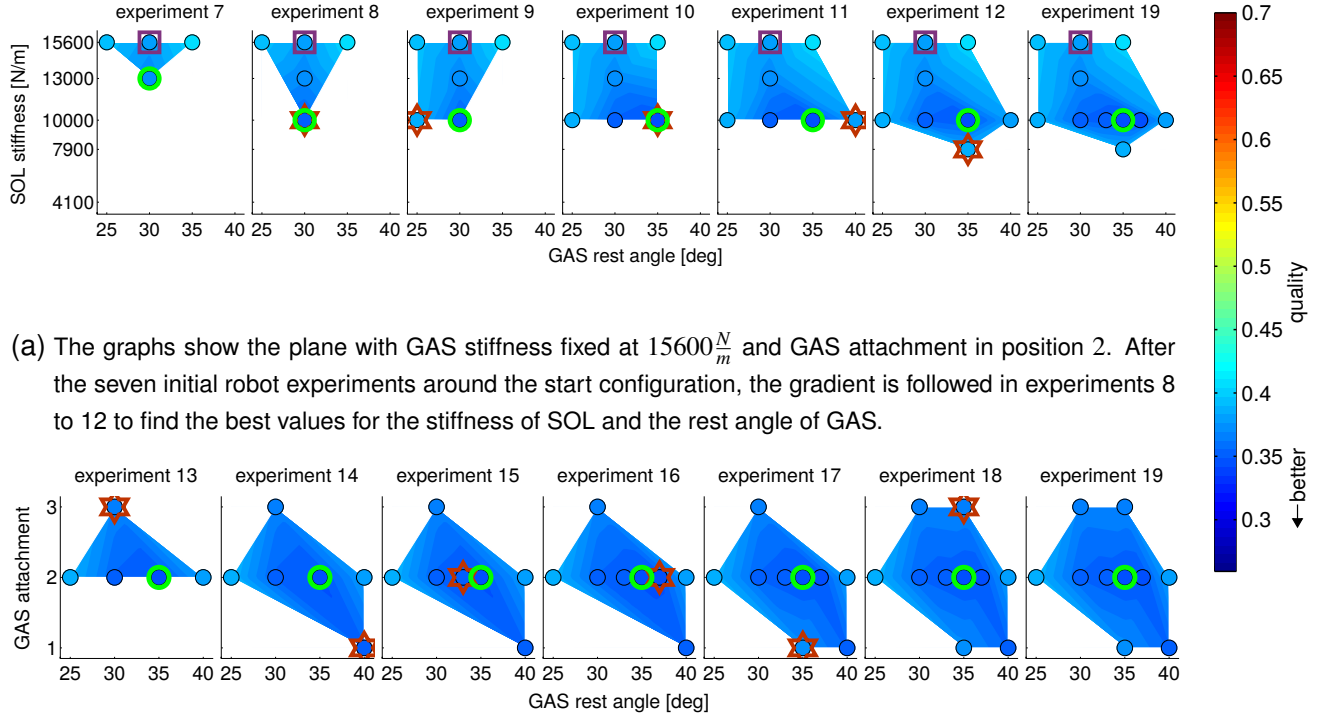 experiment 7 experiment 8 experiment 9 experiment 10 experiment 11 experiment 12 experiment 19
SOL stiffness [N/m]
15600
13000
10000
7900
4100
25 30 35 40 25 30 35 40 25 30 35 40 25 30 35 40 25 30 35 40 25 30 35 40 25 30 35 40
GAS rest angle [deg]
0.7
0.65
0.6
0.55
0.5
0.45
0.4
0.35
0.3
quality
←better
(a) The graphs show the plane with GAS stiffness fixed at 15600 N/m and GAS attachment in position 2. After
the seven initial robot experiments around the start configuration, the gradient is followed in experiments 8
to 12 to find the best values for the stiffness of SOL and the rest angle of GAS.
experiment 13 experiment 14 experiment 15 experiment 16 experiment 17 experiment 18 experiment 19
GAS attachment
3
2
1
25 30 35 40 25 30 35 40 25 30 35 40 25 30 35 40 25 30 35 40 25 30 35 40 25 30 35 40
GAS rest angle [deg]